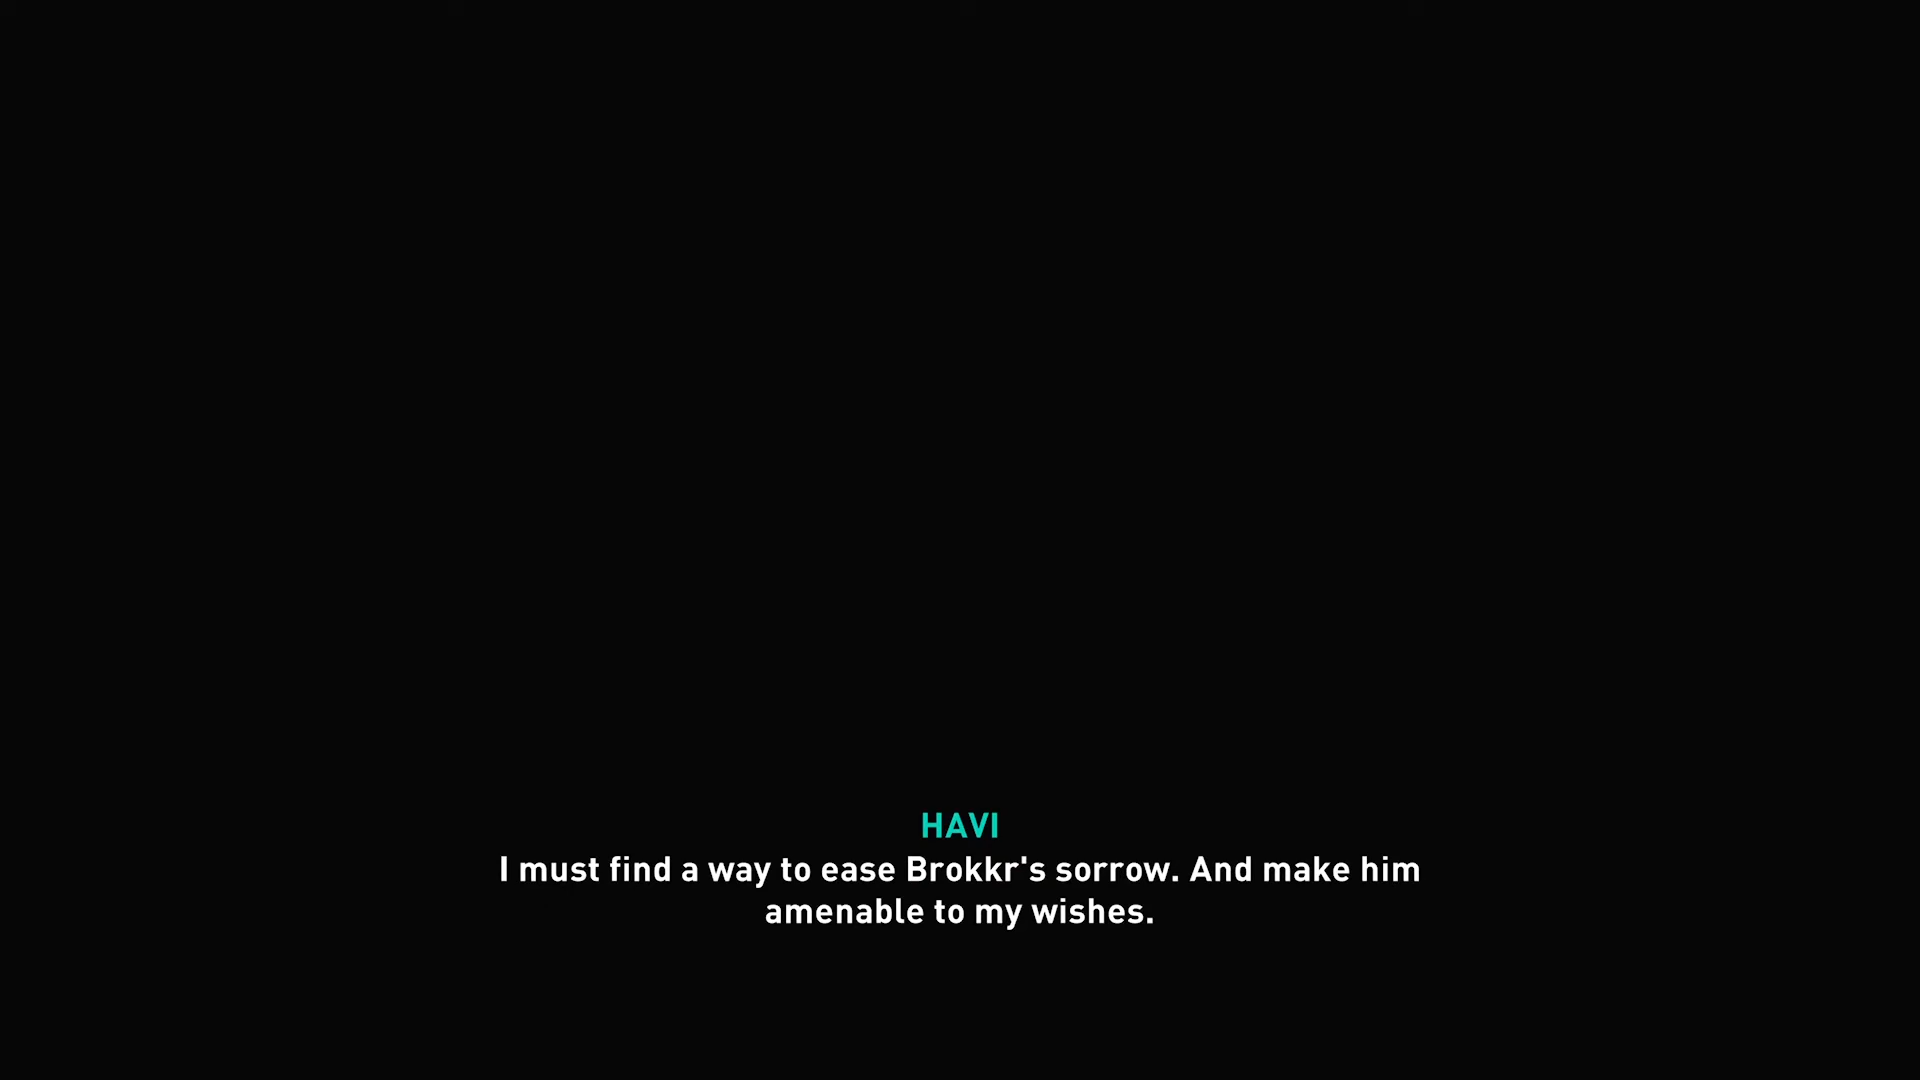 HAVI
I must find a way to ease Brokkr's sorrow. And make him
amenable to my wishes.